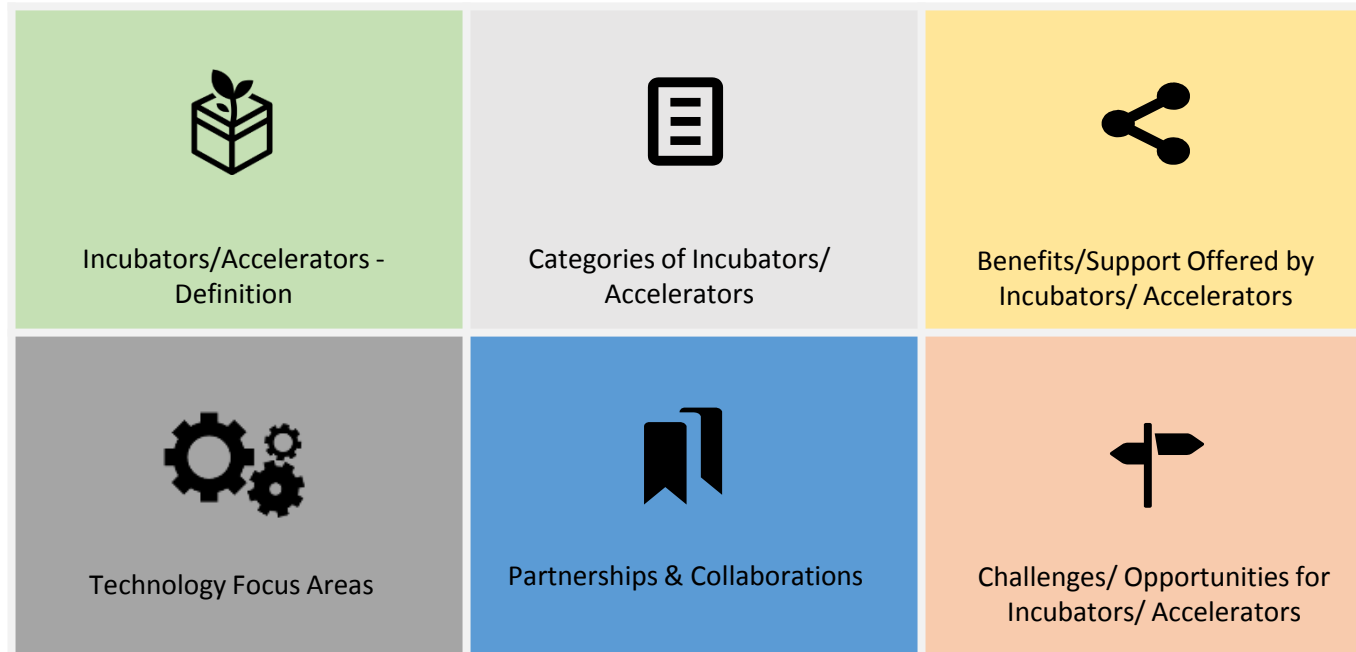 Incubators/Accelerators -
Definition
Categories of Incubators/
Accelerators
Benefits/Support Offered by
Incubators/ Accelerators
Technology Focus Areas
Partnerships & Collaborations
Challenges/ Opportunities for
Incubators/ Accelerators